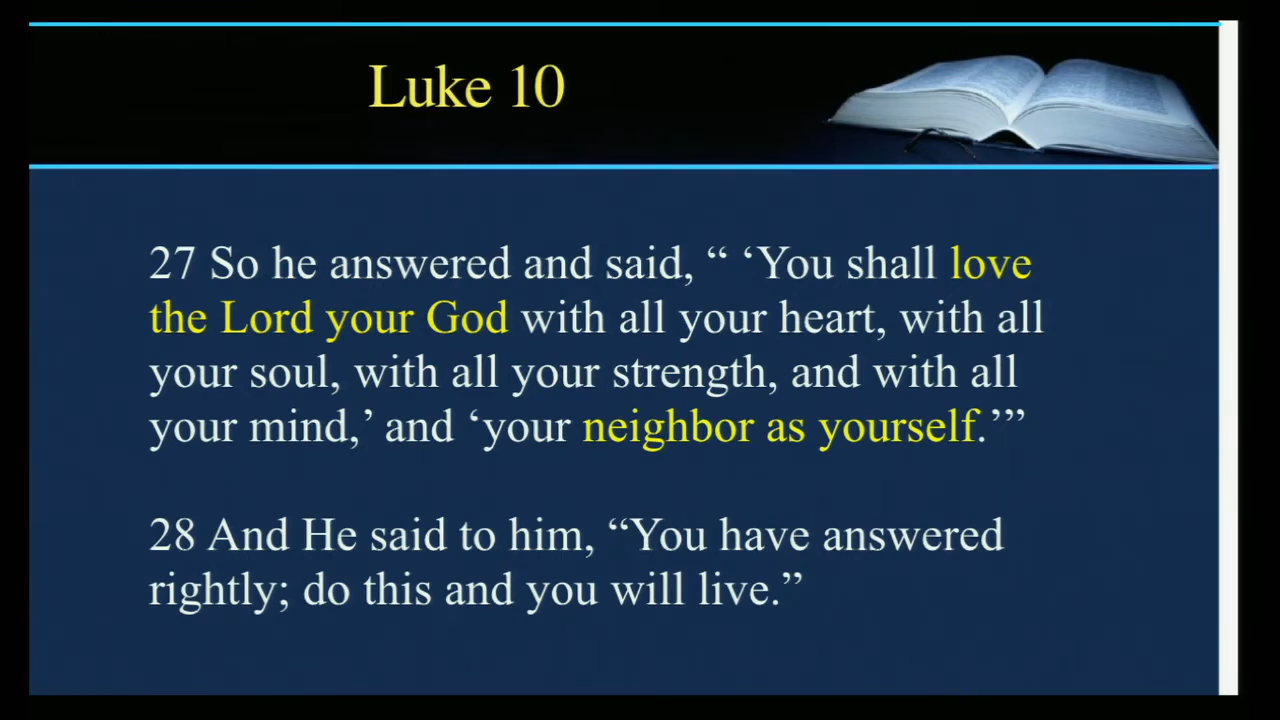 Luke 10
27 So he answered and said, “ ‘You shall love
the Lord your God with all your heart, with all
your soul, with all your strength, and with all
your mind,’ and ‘your neighbor as yourself.’”
28 And He said to him, “You have answered
rightly; do this and you will live.”